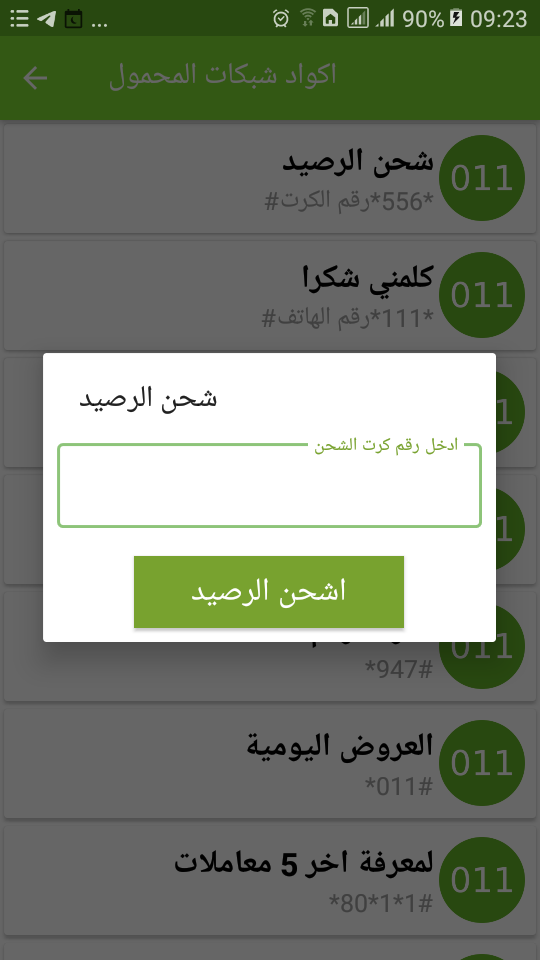 ... 90% 09:23
اكواد شبكات المحمول
011
شحن الرصيد
*556*رقم الكرت#
011
كلمني شكرا
*111*رقم الهاتف#
شحن الرصيد
ادخل رقم كرت الشحن
اشحن الرصيد
011
*947#
011
العروض اليومية
*011#
011
لمعرفة اخر 5 معاملات
*80*1*1#